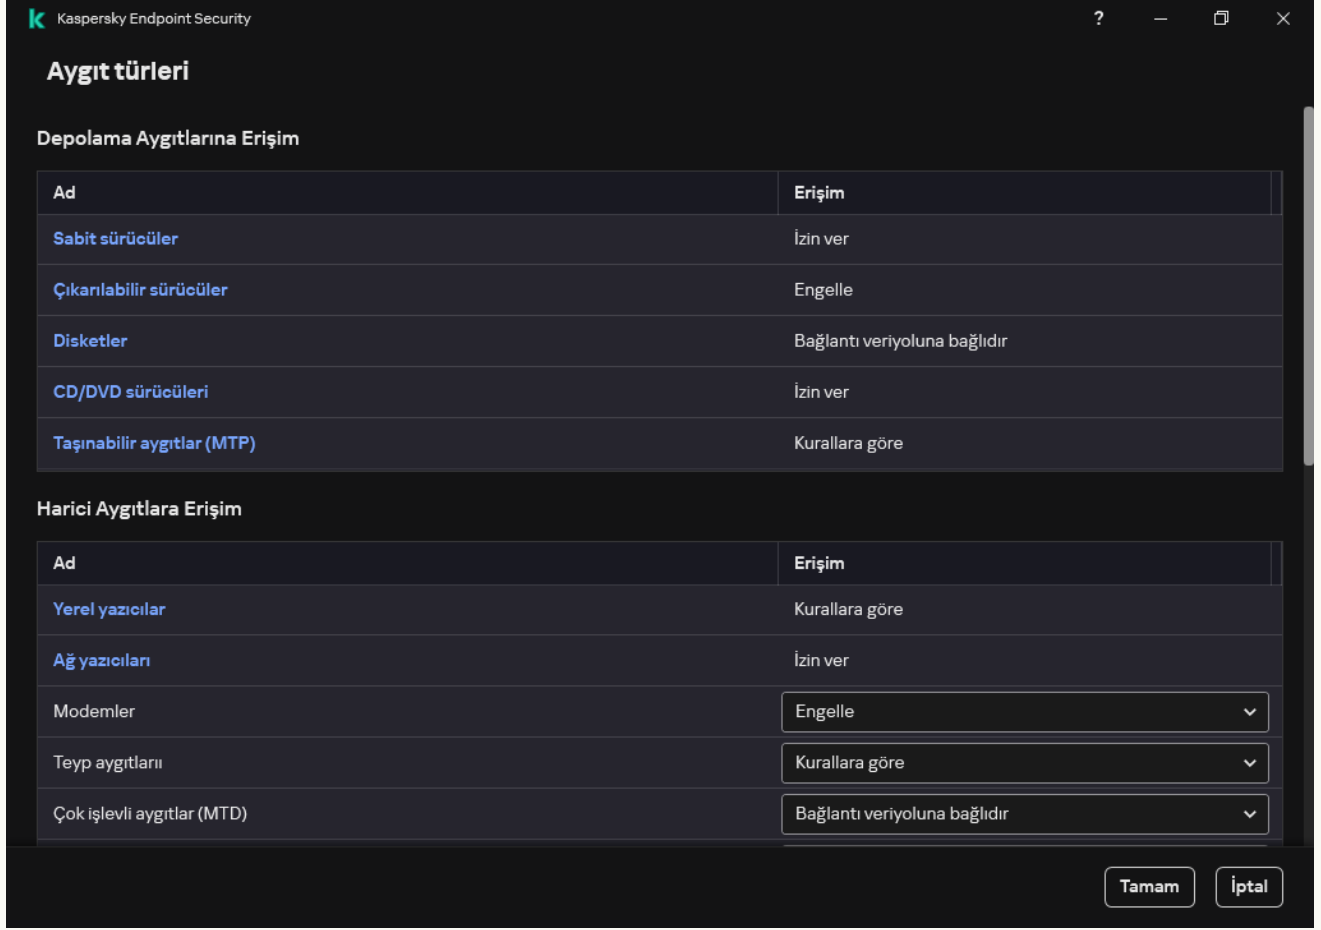 Kaspersky Endpoint Security
?
Aygıt türleri
Depolama Aygıtlarına Erişim
Ad Erişim
Sabit sürücüler İzin ver
Çıkarılabilir sürücüler Engelle
Disketler Bağlantı veriyoluna bağlıdır
CD/DVD sürücüleri İzin ver
Taşınabilir aygıtlar (MTP) Kurallara göre
Harici Aygıtlara Erişim
Ad Erişim
Yerel yazıcılar Kurallara göre
Ağ yazıcıları İzin ver
Modemler Engelle
Teyp aygıtlarıı Kurallara göre
Çok işlevli aygıtlar (MTD) Bağlantı veriyoluna bağlıdır
Tamam İptal